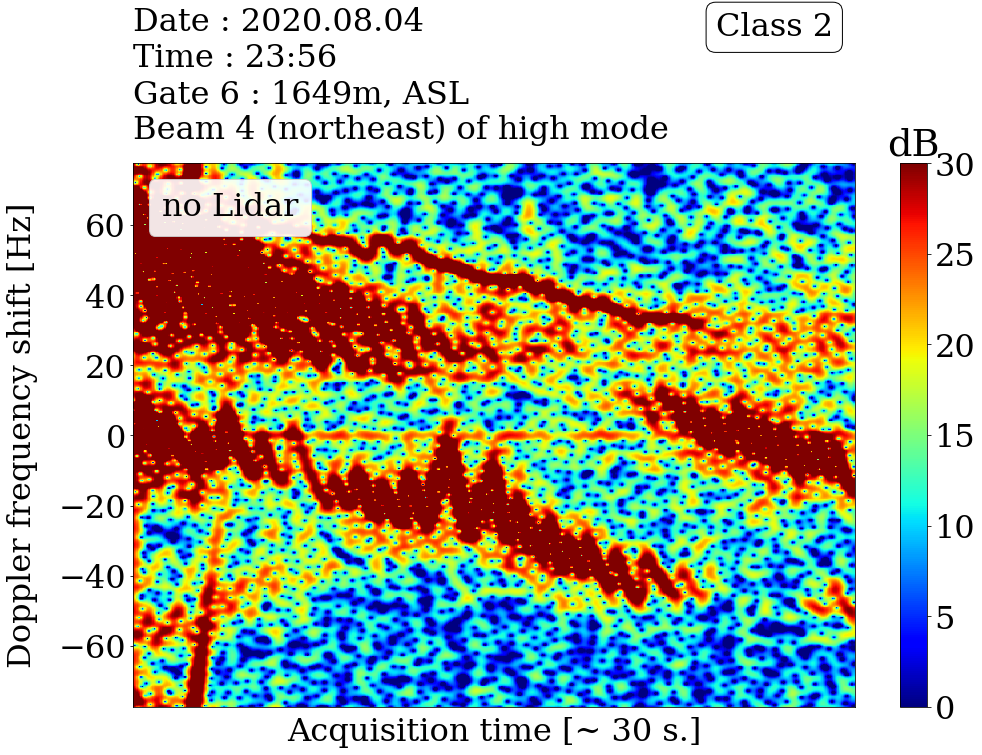 Date : 2020.08.04
Time : 23:56
Gate 6 : 1649m, ASL
Beam 4 (northeast) of high mode
Class 2
dB
no Lidar
Doppler frequency shift [Hz]
60
40
20
0
−20
−40
−60
30
25
20
15
10
5
0
Acquisition time [~ 30 s.]